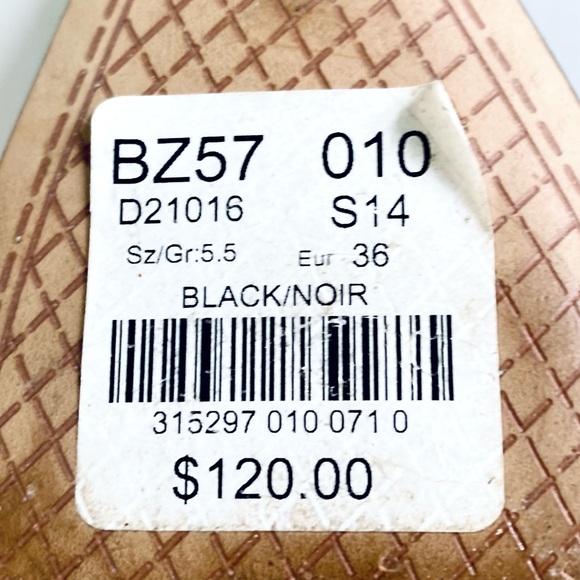 BZ57 010
D21016 S14
Sz/Gr:5.5 Eur 36
BLACK/NOIR
315297 010 071 0
$120.00